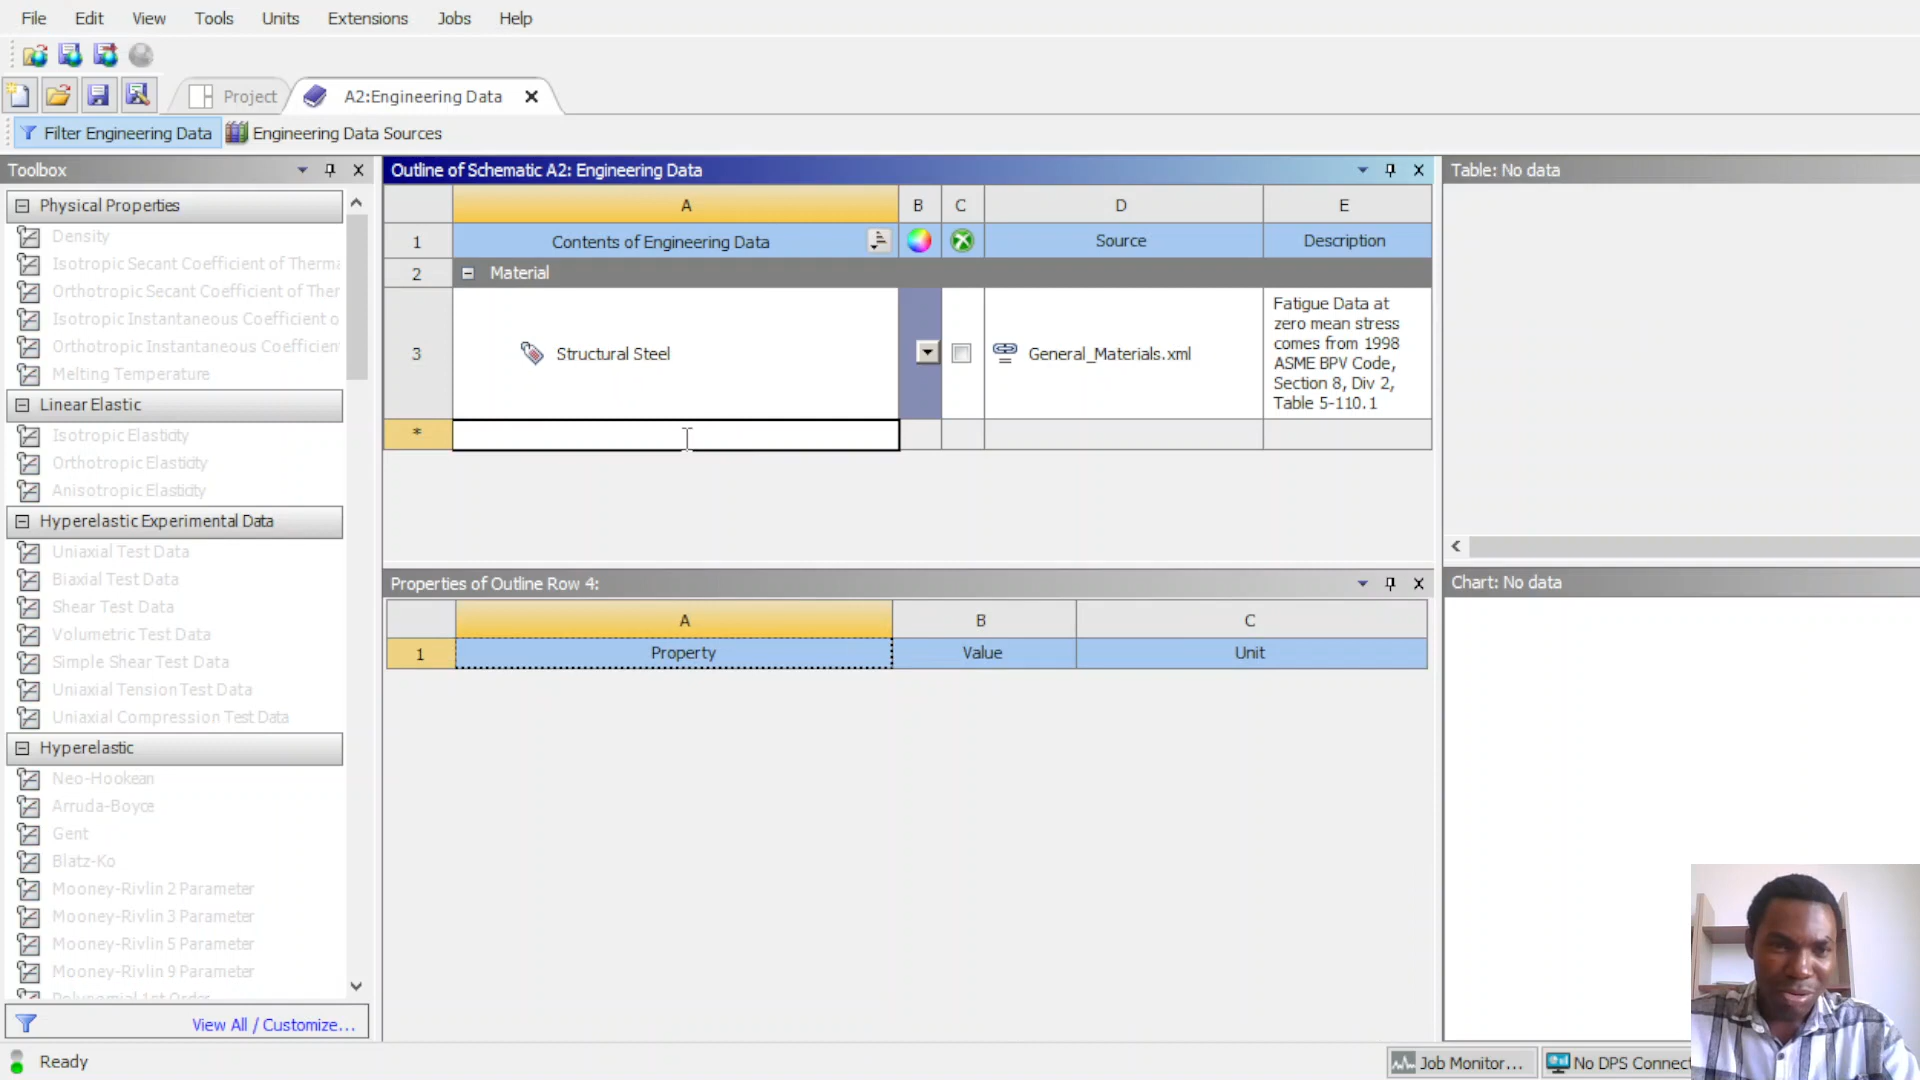 File Edit View Tools Units Extensions Jobs Help
Project A2:Engineering Data
Filter Engineering Data Engineering Data Sources
Toolbox
Physical Properties
Density
Isotropic Secant Coefficient of Therma
Orthotropic Secant Coefficient of Ther
Isotropic Instantaneous Coefficient o
Orthotropic Instantaneous Coefficien
Melting Temperature
Linear Elastic
Isotropic Elasticity
Orthotropic Elasticity
Anisotropic Elasticity
Hyperelastic Experimental Data
Uniaxial Test Data
Biaxial Test Data
Shear Test Data
Volumetric Test Data
Simple Shear Test Data
Uniaxial Tension Test Data
Uniaxial Compression Test Data
Hyperelastic
Neo-Hookean
Arruda-Boyce
Gent
Blatz-Ko
Mooney-Rivlin 2 Parameter
Mooney-Rivlin 3 Parameter
Mooney-Rivlin 5 Parameter
Mooney-Rivlin 9 Parameter
Polynomial 1st Order
View All / Customize...
Outline of Schematic A2: Engineering Data
A B C D E
1 Contents of Engineering Data Source Description
2 Material
3 Structural Steel General_Materials.xml
Fatigue Data at
zero mean stress
comes from 1998
ASME BPV Code,
Section 8, Div 2,
Table 5-110.1
*
Properties of Outline Row 4:
A B C
1 Property Value Unit
Table: No data
Chart: No data
Ready
Job Monitor...
No DPS Connect